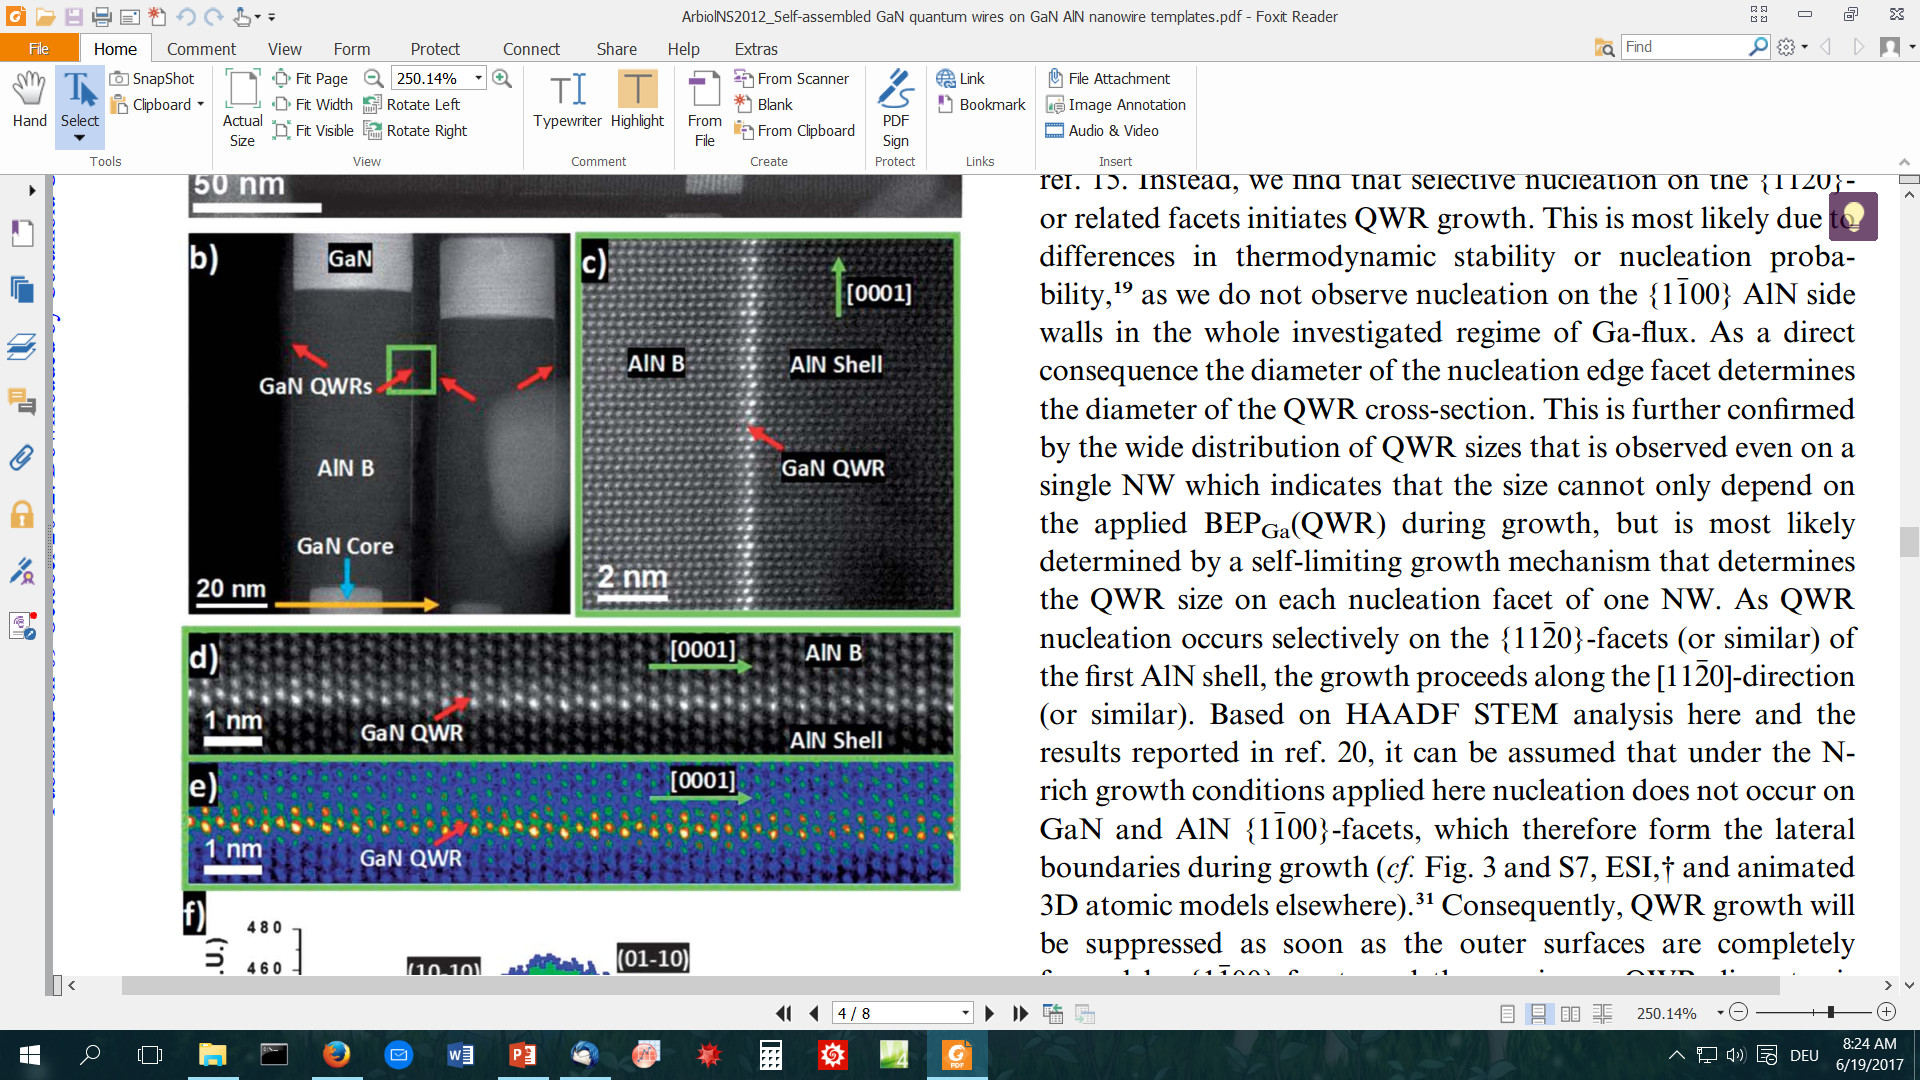 ArbiolNS2012_Self-assembled GaN quantum wires on GaN AlN nanowire templates.pdf - Foxit Reader
File Home Comment View Form Protect Connect Share Help Extras
Find
Hand
Select
SnapShot
Clipboard
Tools
Actual Size
Fit Page
Fit Width
Fit Visible
250.14%
Rotate Left
Rotate Right
View
Typewriter
Highlight
Comment
From File
From Scanner
Blank
From Clipboard
Create
PDF Sign
Protect
Link
Bookmark
Links
File Attachment
Image Annotation
Audio & Video
Insert
50 nm
b)
GaN
GaN QWRs
AlN B
GaN Core
20 nm
c)
[0001]
AlN B
AlN Shell
GaN QWR
2 nm
d)
[0001]
AlN B
1 nm
GaN QWR
AlN Shell
e)
[0001]
1 nm
GaN QWR
f)
480
460
.U.)
(10-10)
(01-10)
ref. 15. Instead, we find that selective nucleation on the {112̄0}-
or related facets initiates QWR growth. This is most likely due to
differences in thermodynamic stability or nucleation proba-
bility,¹⁹ as we do not observe nucleation on the {11̄00} AlN side
walls in the whole investigated regime of Ga-flux. As a direct
consequence the diameter of the nucleation edge facet determines
the diameter of the QWR cross-section. This is further confirmed
by the wide distribution of QWR sizes that is observed even on a
single NW which indicates that the size cannot only depend on
the applied BEPGa(QWR) during growth, but is most likely
determined by a self-limiting growth mechanism that determines
the QWR size on each nucleation facet of one NW. As QWR
nucleation occurs selectively on the {112̄0}-facets (or similar) of
the first AlN shell, the growth proceeds along the [112̄0]-direction
(or similar). Based on HAADF STEM analysis here and the
results reported in ref. 20, it can be assumed that under the N-
rich growth conditions applied here nucleation does not occur on
GaN and AlN {11̄00}-facets, which therefore form the lateral
boundaries during growth (cf. Fig. 3 and S7, ESI,† and animated
3D atomic models elsewhere).³¹ Consequently, QWR growth will
be suppressed as soon as the outer surfaces are completely
4 / 8
250.14%
DEU
8:24 AM
6/19/2017